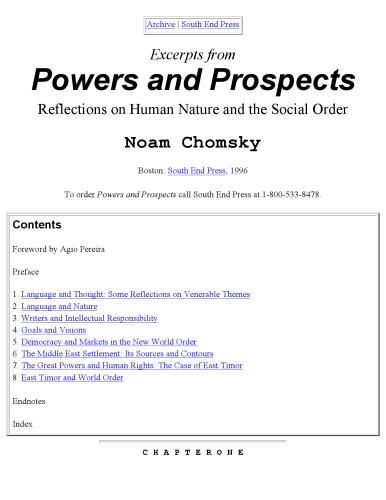 Archive | South End Press
Excerpts from
Powers and Prospects
Reflections on Human Nature and the Social Order
Noam Chomsky
Boston: South End Press, 1996
To order Powers and Prospects call South End Press at 1-800-533-8478.
Contents
Foreword by Agio Pereira
Preface
1. Language and Thought: Some Reflections on Venerable Themes
2. Language and Nature
3. Writers and Intellectual Responsibility
4. Goals and Visions
5. Democracy and Markets in the New World Order
6. The Middle East Settlement: Its Sources and Contours
7. The Great Powers and Human Rights: The Case of East Timor
8. East Timor and World Order
Endnotes
Index
C H A P T E R O N E